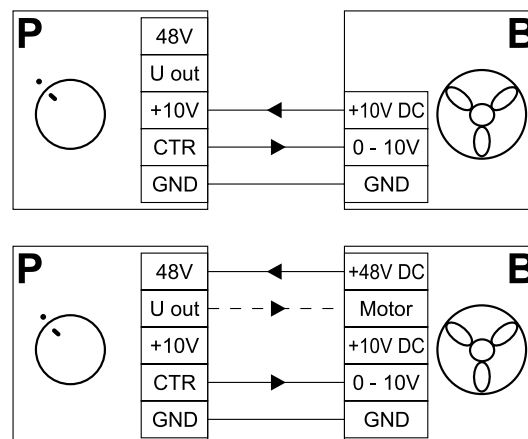 P
B
48V
U out
+10V
+10V DC
CTR
0 - 10V
GND
GND
P
B
48V
+48V DC
U out
Motor
+10V
+10V DC
CTR
0 - 10V
GND
GND